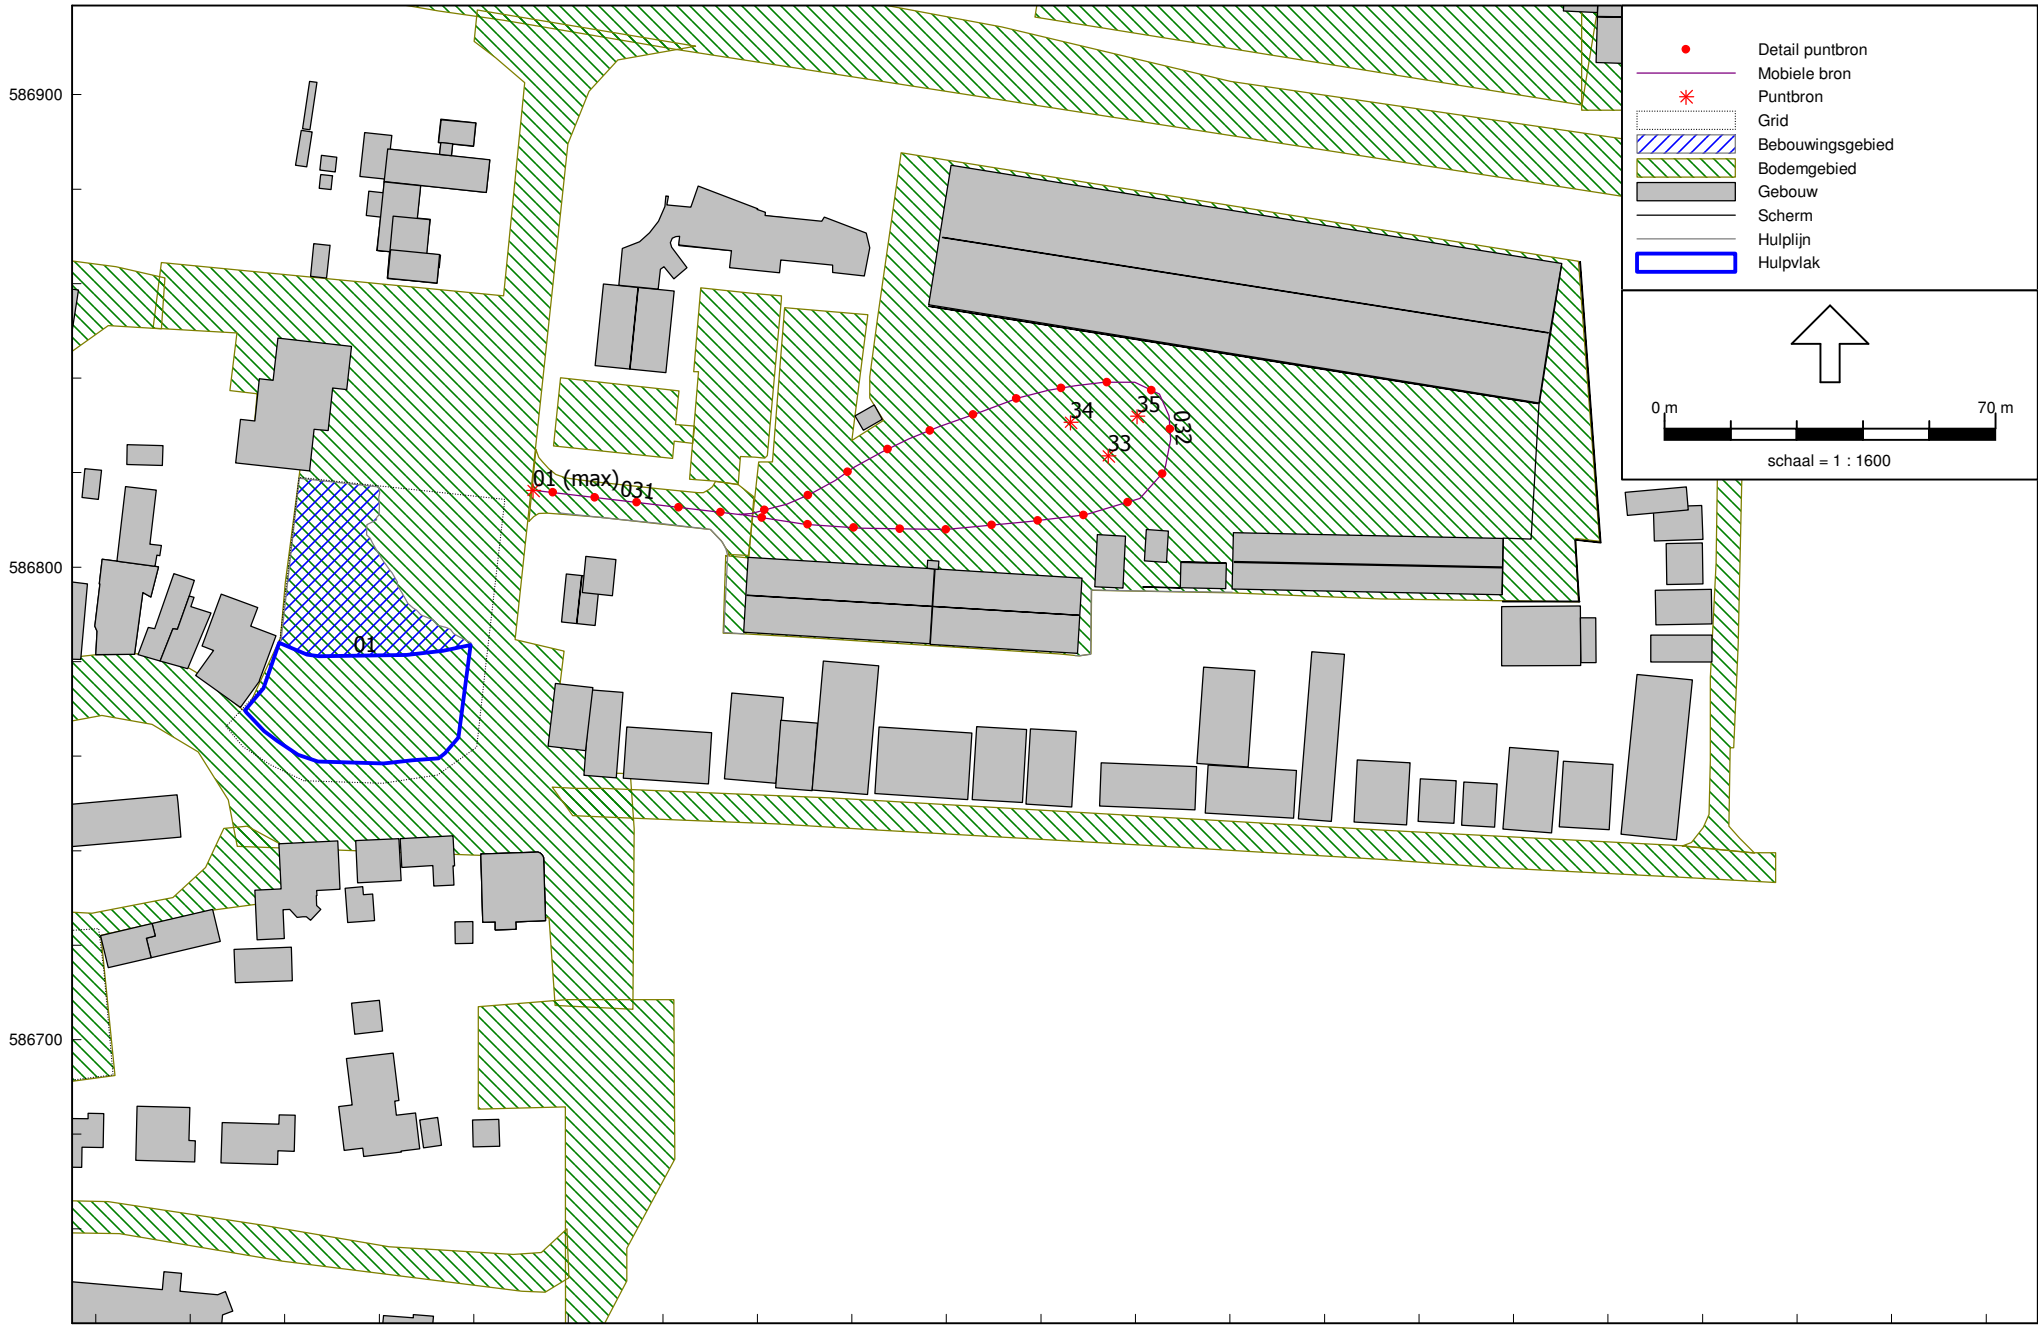 586900
586800
586700
Detail puntbron
Mobiele bron
Puntbron
Grid
Bebouwingsgebied
Bodemgebied
Gebouw
Scherm
Hulplijn
Hulpvlak
0 m 70 m
schaal = 1 : 1600
34
35
032
33
01 (max)
031
01